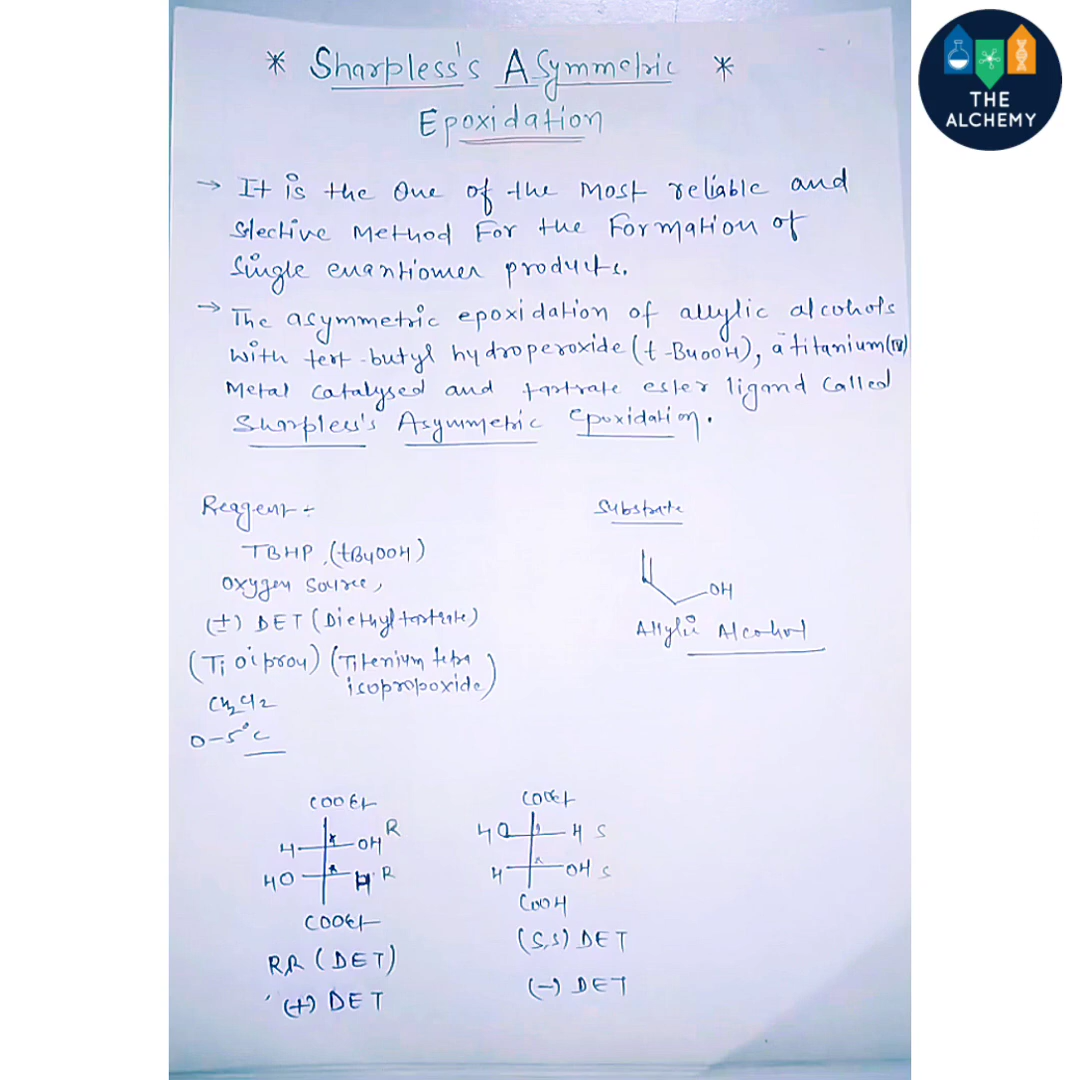 * Sharpless's Asymmetric *
Epoxidation
THE
ALCHEMY
→ It is the One of the Most reliable and
Selective Method For the Formation of
Single enantiomer products.
→ The asymmetric epoxidation of allylic alcohols
with tert-butyl hydroperoxide (t-BuOOH), a titanium(IV)
Metal Catalysed and tartrate ester ligand Called
Sharpless's Asymmetric Epoxidation.
Reagent :-
TBHP, (tBuOOH)
Oxygen Source,
(±) DET (Diethyl tartrate)
(Ti oipro4) (Titenium tetra
isopropoxide)
CH2Cl2
0-5°C
Substrate
OH
Allylic Alcohol
COOEt
H OH R
HO H R
COOEt
RR (DET)
(+) DET
COOEt
HO H S
H OH S
COOH
(S,S) DET
(-) DET